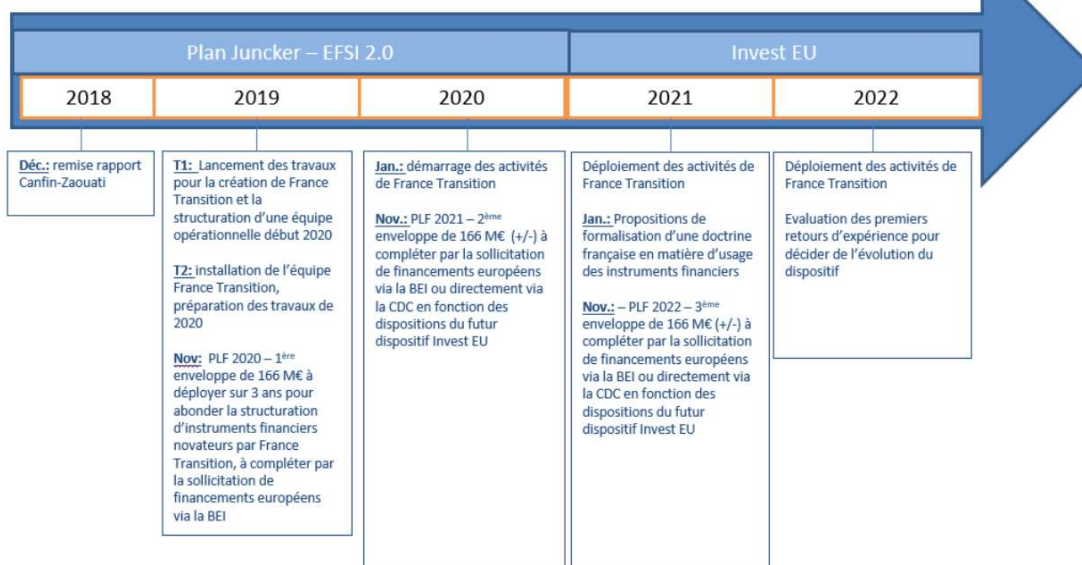 Plan Juncker – EFSI 2.0
Invest EU
2018
2019
2020
2021
2022
Déc.: remise rapport
Canfin-Zaouati
T1: Lancement des travaux
pour la création de France
Transition et la
structuration d'une équipe
opérationnelle début 2020
T2: installation de l'équipe
France Transition,
préparation des travaux de
2020
Nov: PLF 2020 – 1ère
enveloppe de 166 M€ à
déployer sur 3 ans pour
abonder la structuration
d'instruments financiers
novateurs par France
Transition, à compléter par
la sollicitation de
financements européens
via la BEI
Jan.: démarrage des activités
de France Transition
Nov.: PLF 2021 – 2ème
enveloppe de 166 M€ (+/-) à
compléter par la sollicitation
de financements européens
via la BEI ou directement via
la CDC en fonction des
dispositions du futur
dispositif Invest EU
Déploiement des activités de
France Transition
Jan.: Propositions de
formalisation d'une doctrine
française en matière d'usage
des instruments financiers
Nov.: – PLF 2022 – 3ème
enveloppe de 166 M€ (+/-) à
compléter par la sollicitation
de financements européens
via la BEI ou directement via
la CDC en fonction des
dispositions du futur
dispositif Invest EU
Déploiement des activités de
France Transition
Evaluation des premiers
retours d'expérience pour
décider de l'évolution du
dispositif